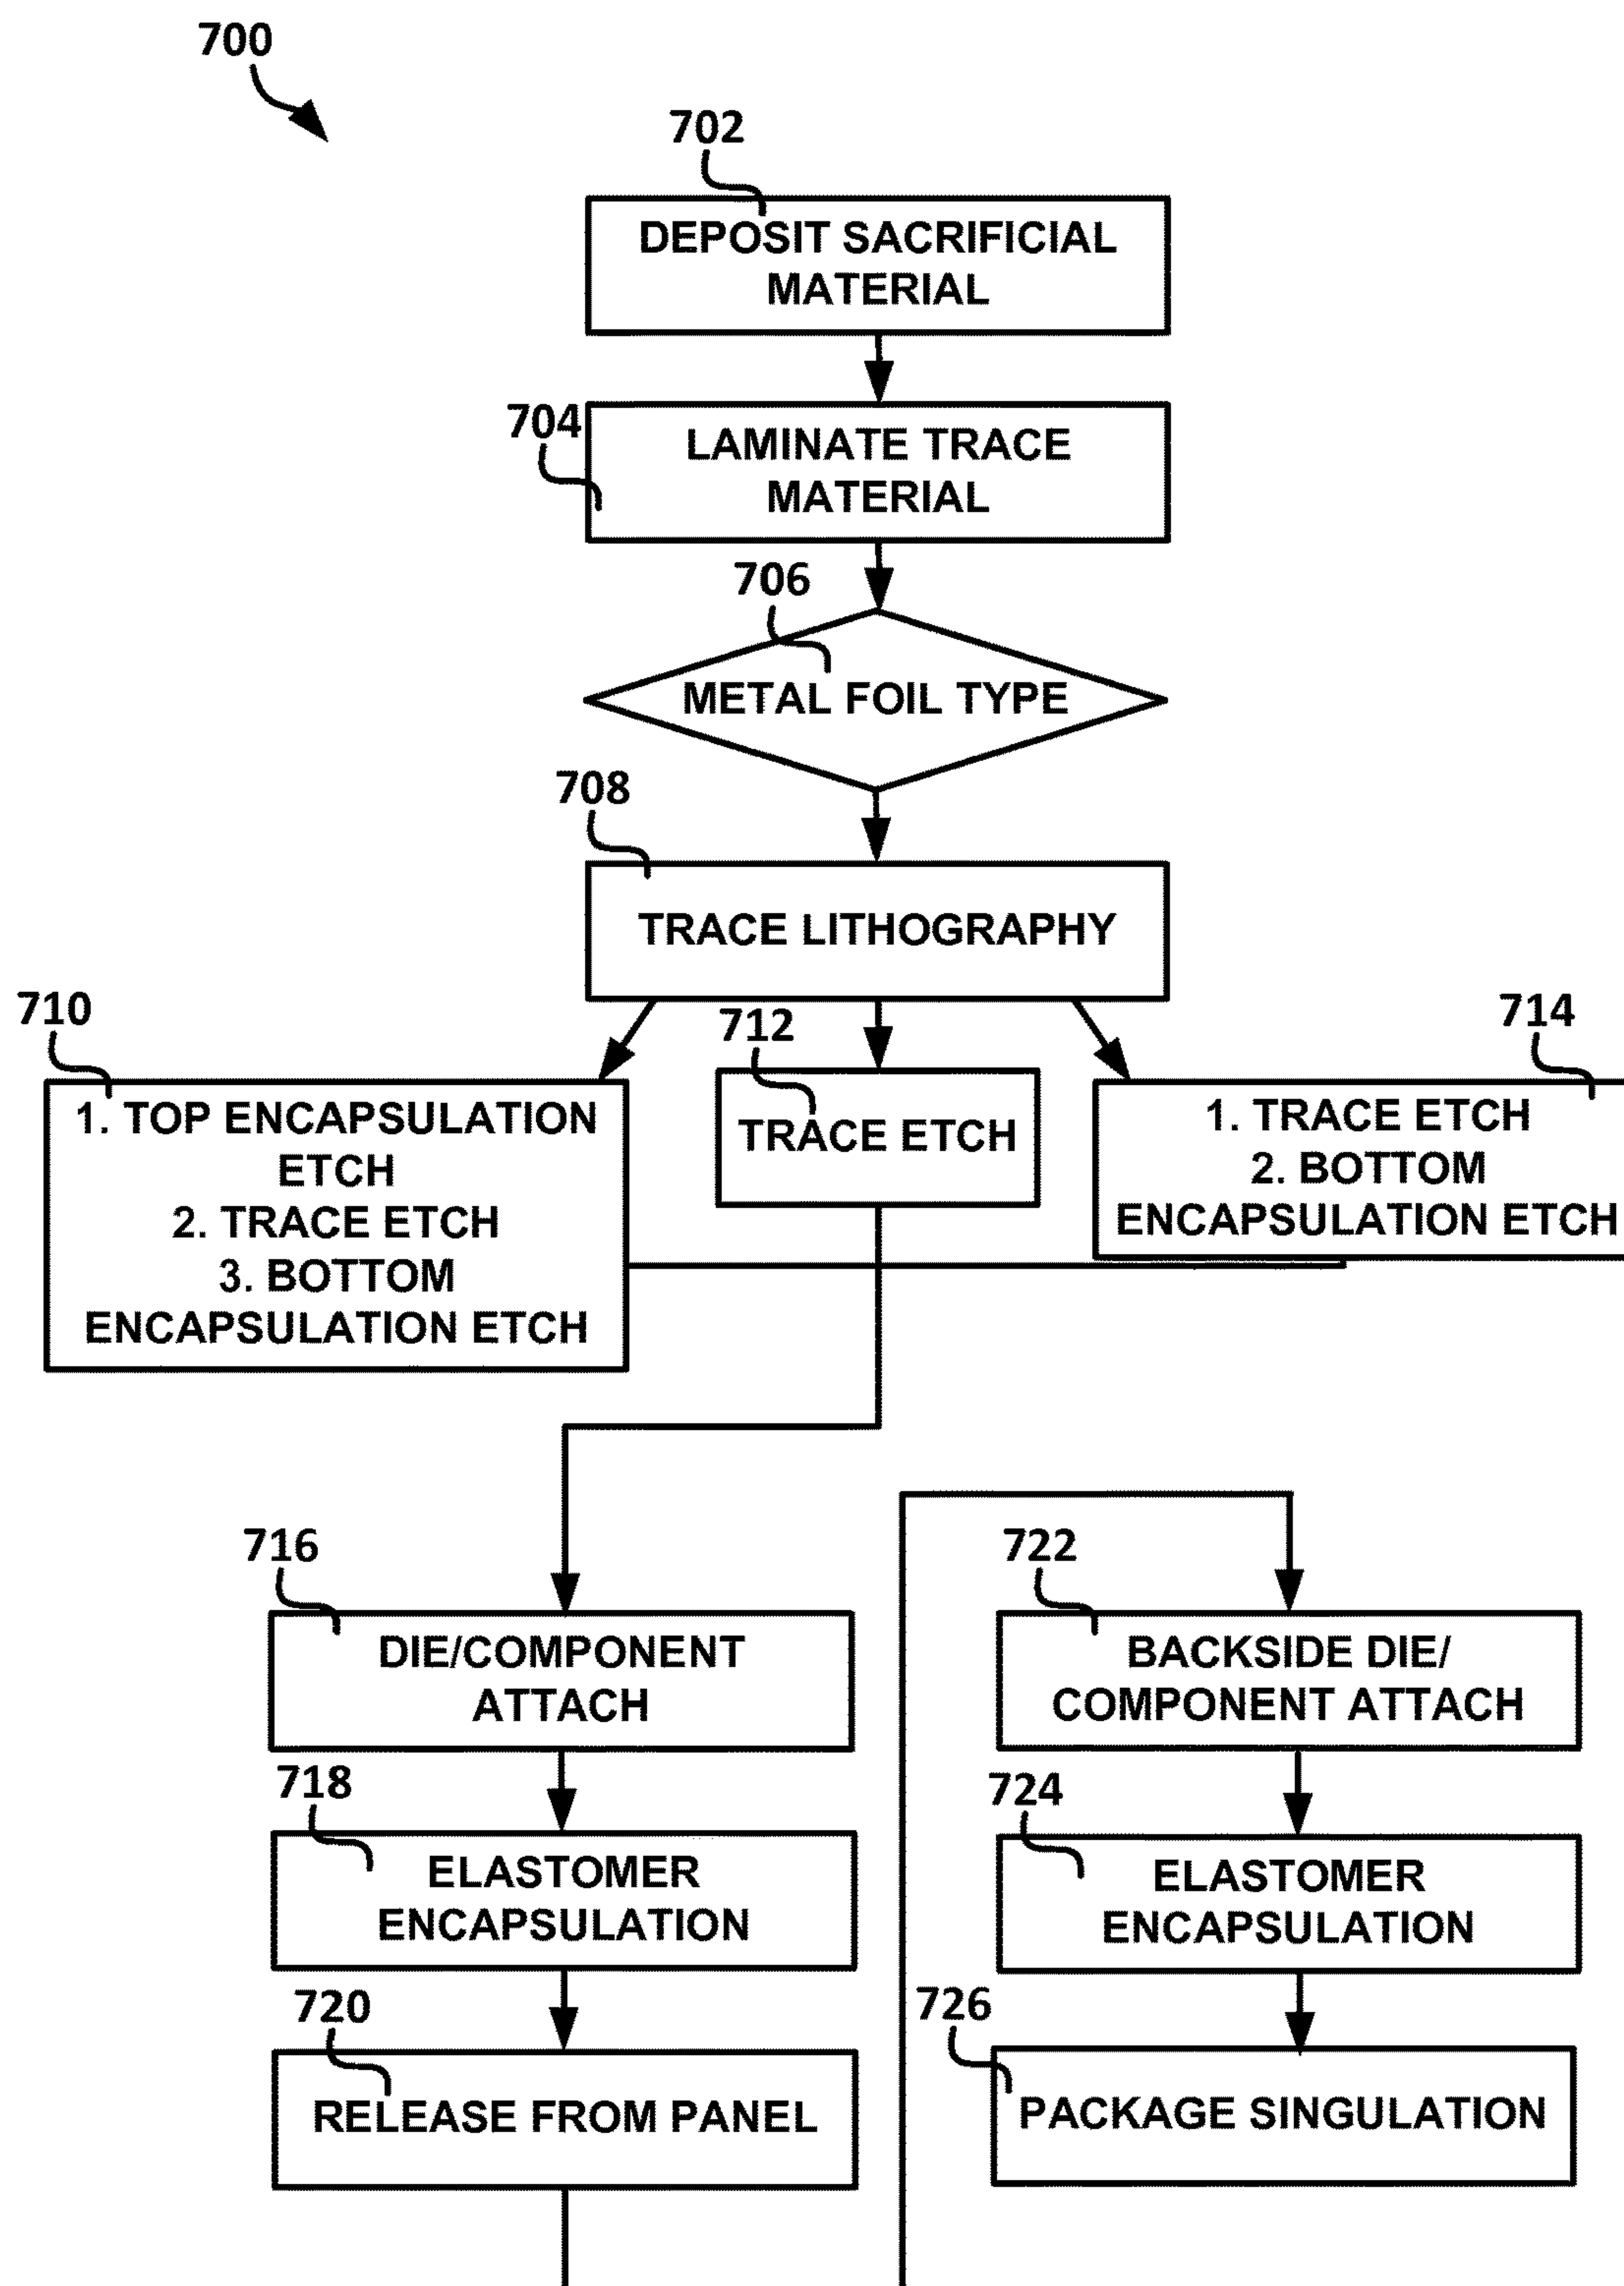 700
702
DEPOSIT SACRIFICIAL
MATERIAL
704
LAMINATE TRACE
MATERIAL
706
METAL FOIL TYPE
708
TRACE LITHOGRAPHY
710
1. TOP ENCAPSULATION
ETCH
2. TRACE ETCH
3. BOTTOM
ENCAPSULATION ETCH
712
TRACE ETCH
714
1. TRACE ETCH
2. BOTTOM
ENCAPSULATION ETCH
716
DIE/COMPONENT
ATTACH
718
ELASTOMER
ENCAPSULATION
720
RELEASE FROM PANEL
722
BACKSIDE DIE/
COMPONENT ATTACH
724
ELASTOMER
ENCAPSULATION
726
PACKAGE SINGULATION